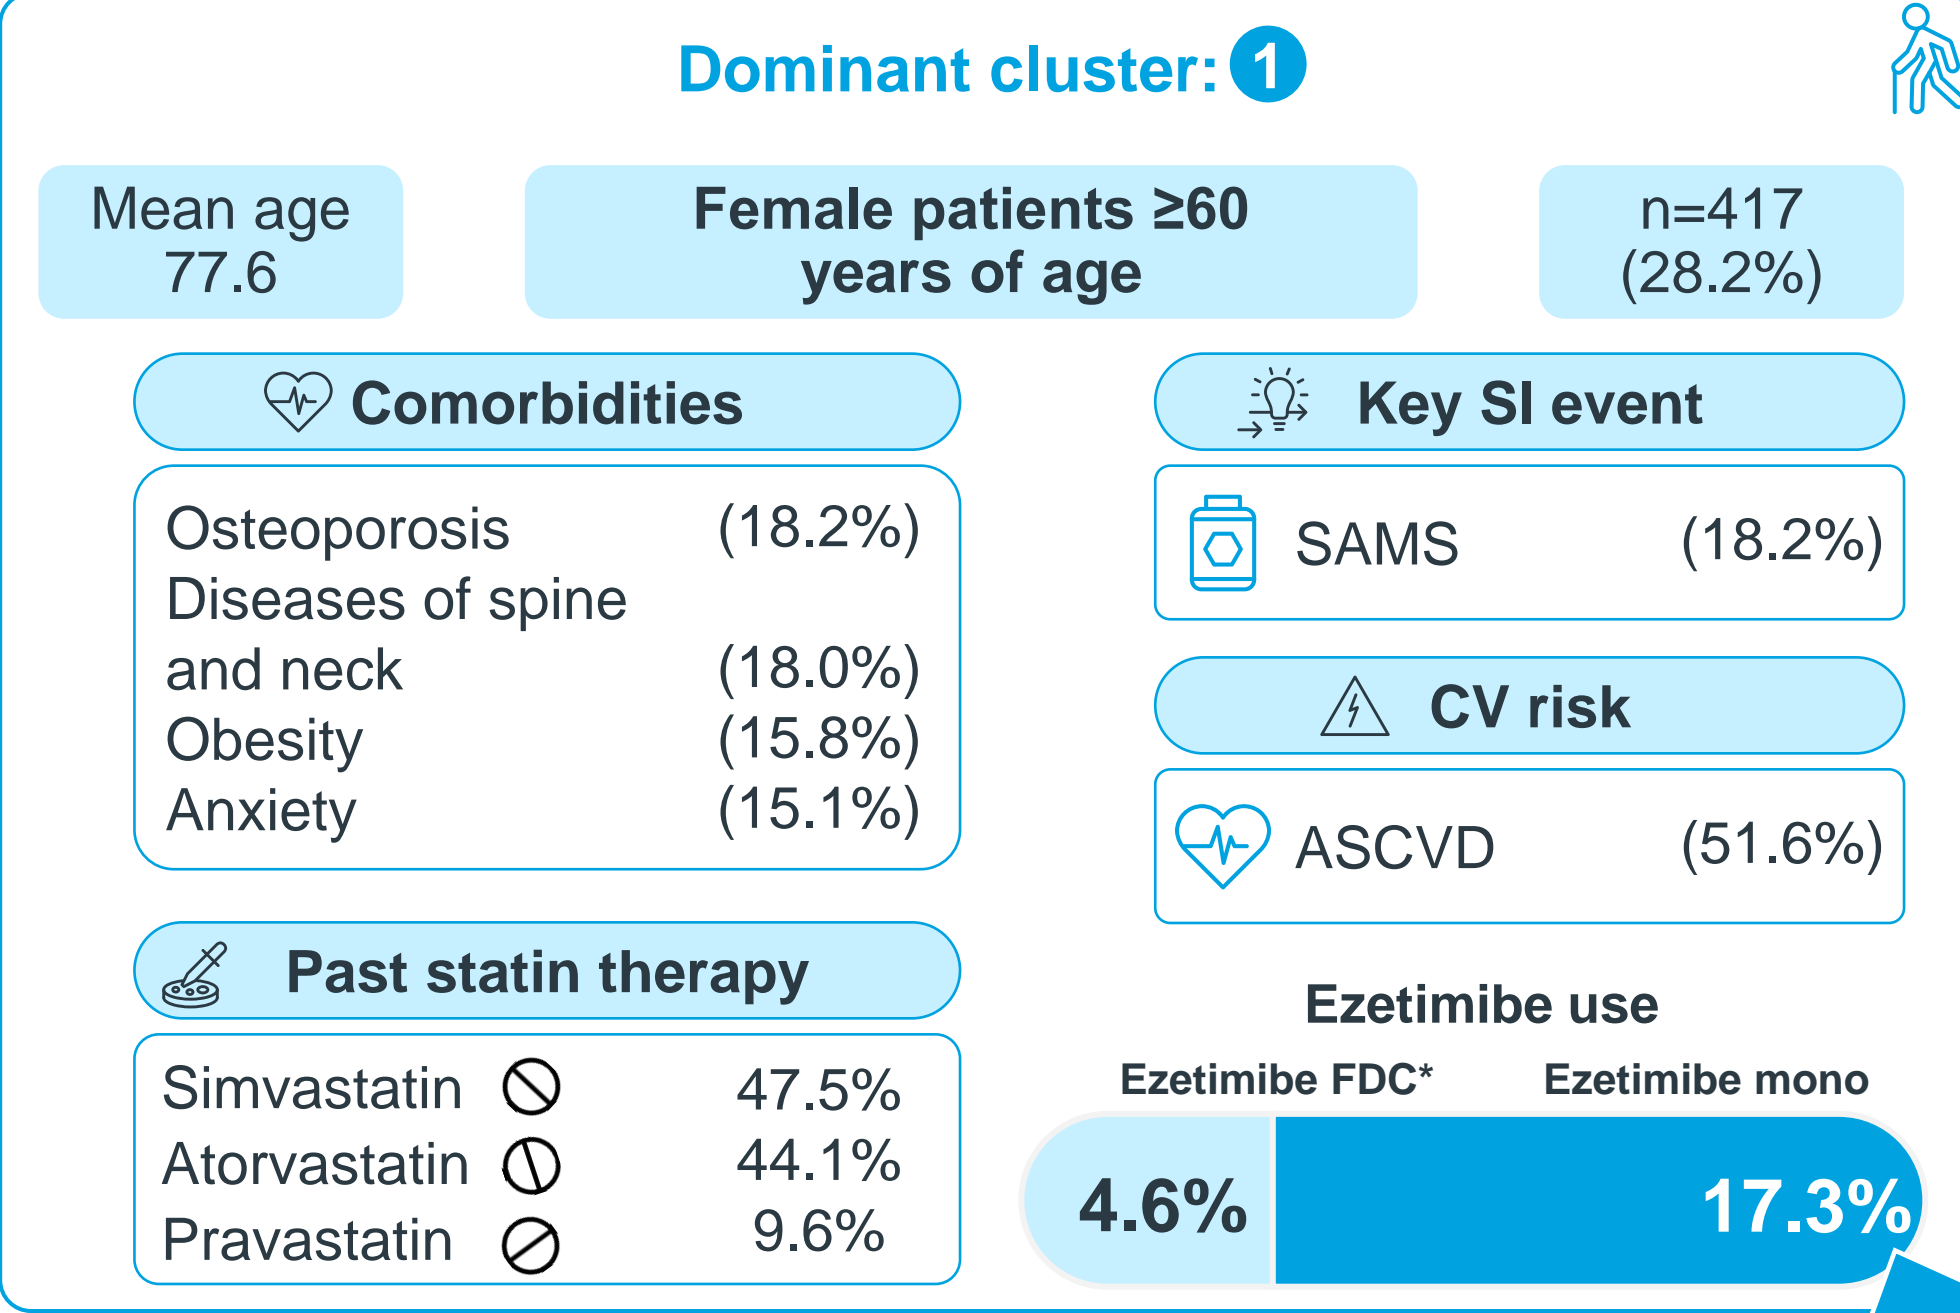 Dominant cluster: 1
Mean age
77.6
Female patients ≥60
years of age
n=417
(28.2%)
Comorbidities
Osteoporosis (18.2%)
Diseases of spine
and neck (18.0%)
Obesity (15.8%)
Anxiety (15.1%)
Key SI event
SAMS (18.2%)
CV risk
ASCVD (51.6%)
Past statin therapy
Simvastatin 47.5%
Atorvastatin 44.1%
Pravastatin 9.6%
Ezetimibe use
Ezetimibe FDC* Ezetimibe mono
4.6% 17.3%